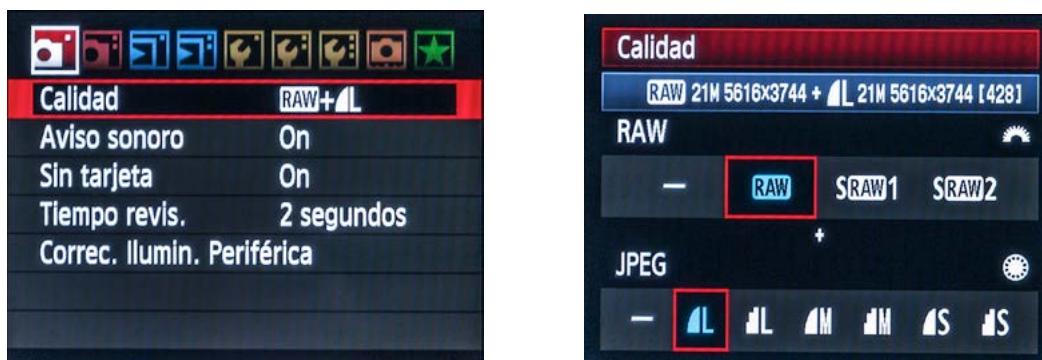 Calidad RAW+L
Aviso sonoro On
Sin tarjeta On
Tiempo revis. 2 segundos
Correc. Ilumin. Periférica
Calidad
RAW 21M 5616x3744 + L 21M 5616x3744 [428]
RAW
— RAW SRAW1 SRAW2
+
JPEG
— L L M M S S